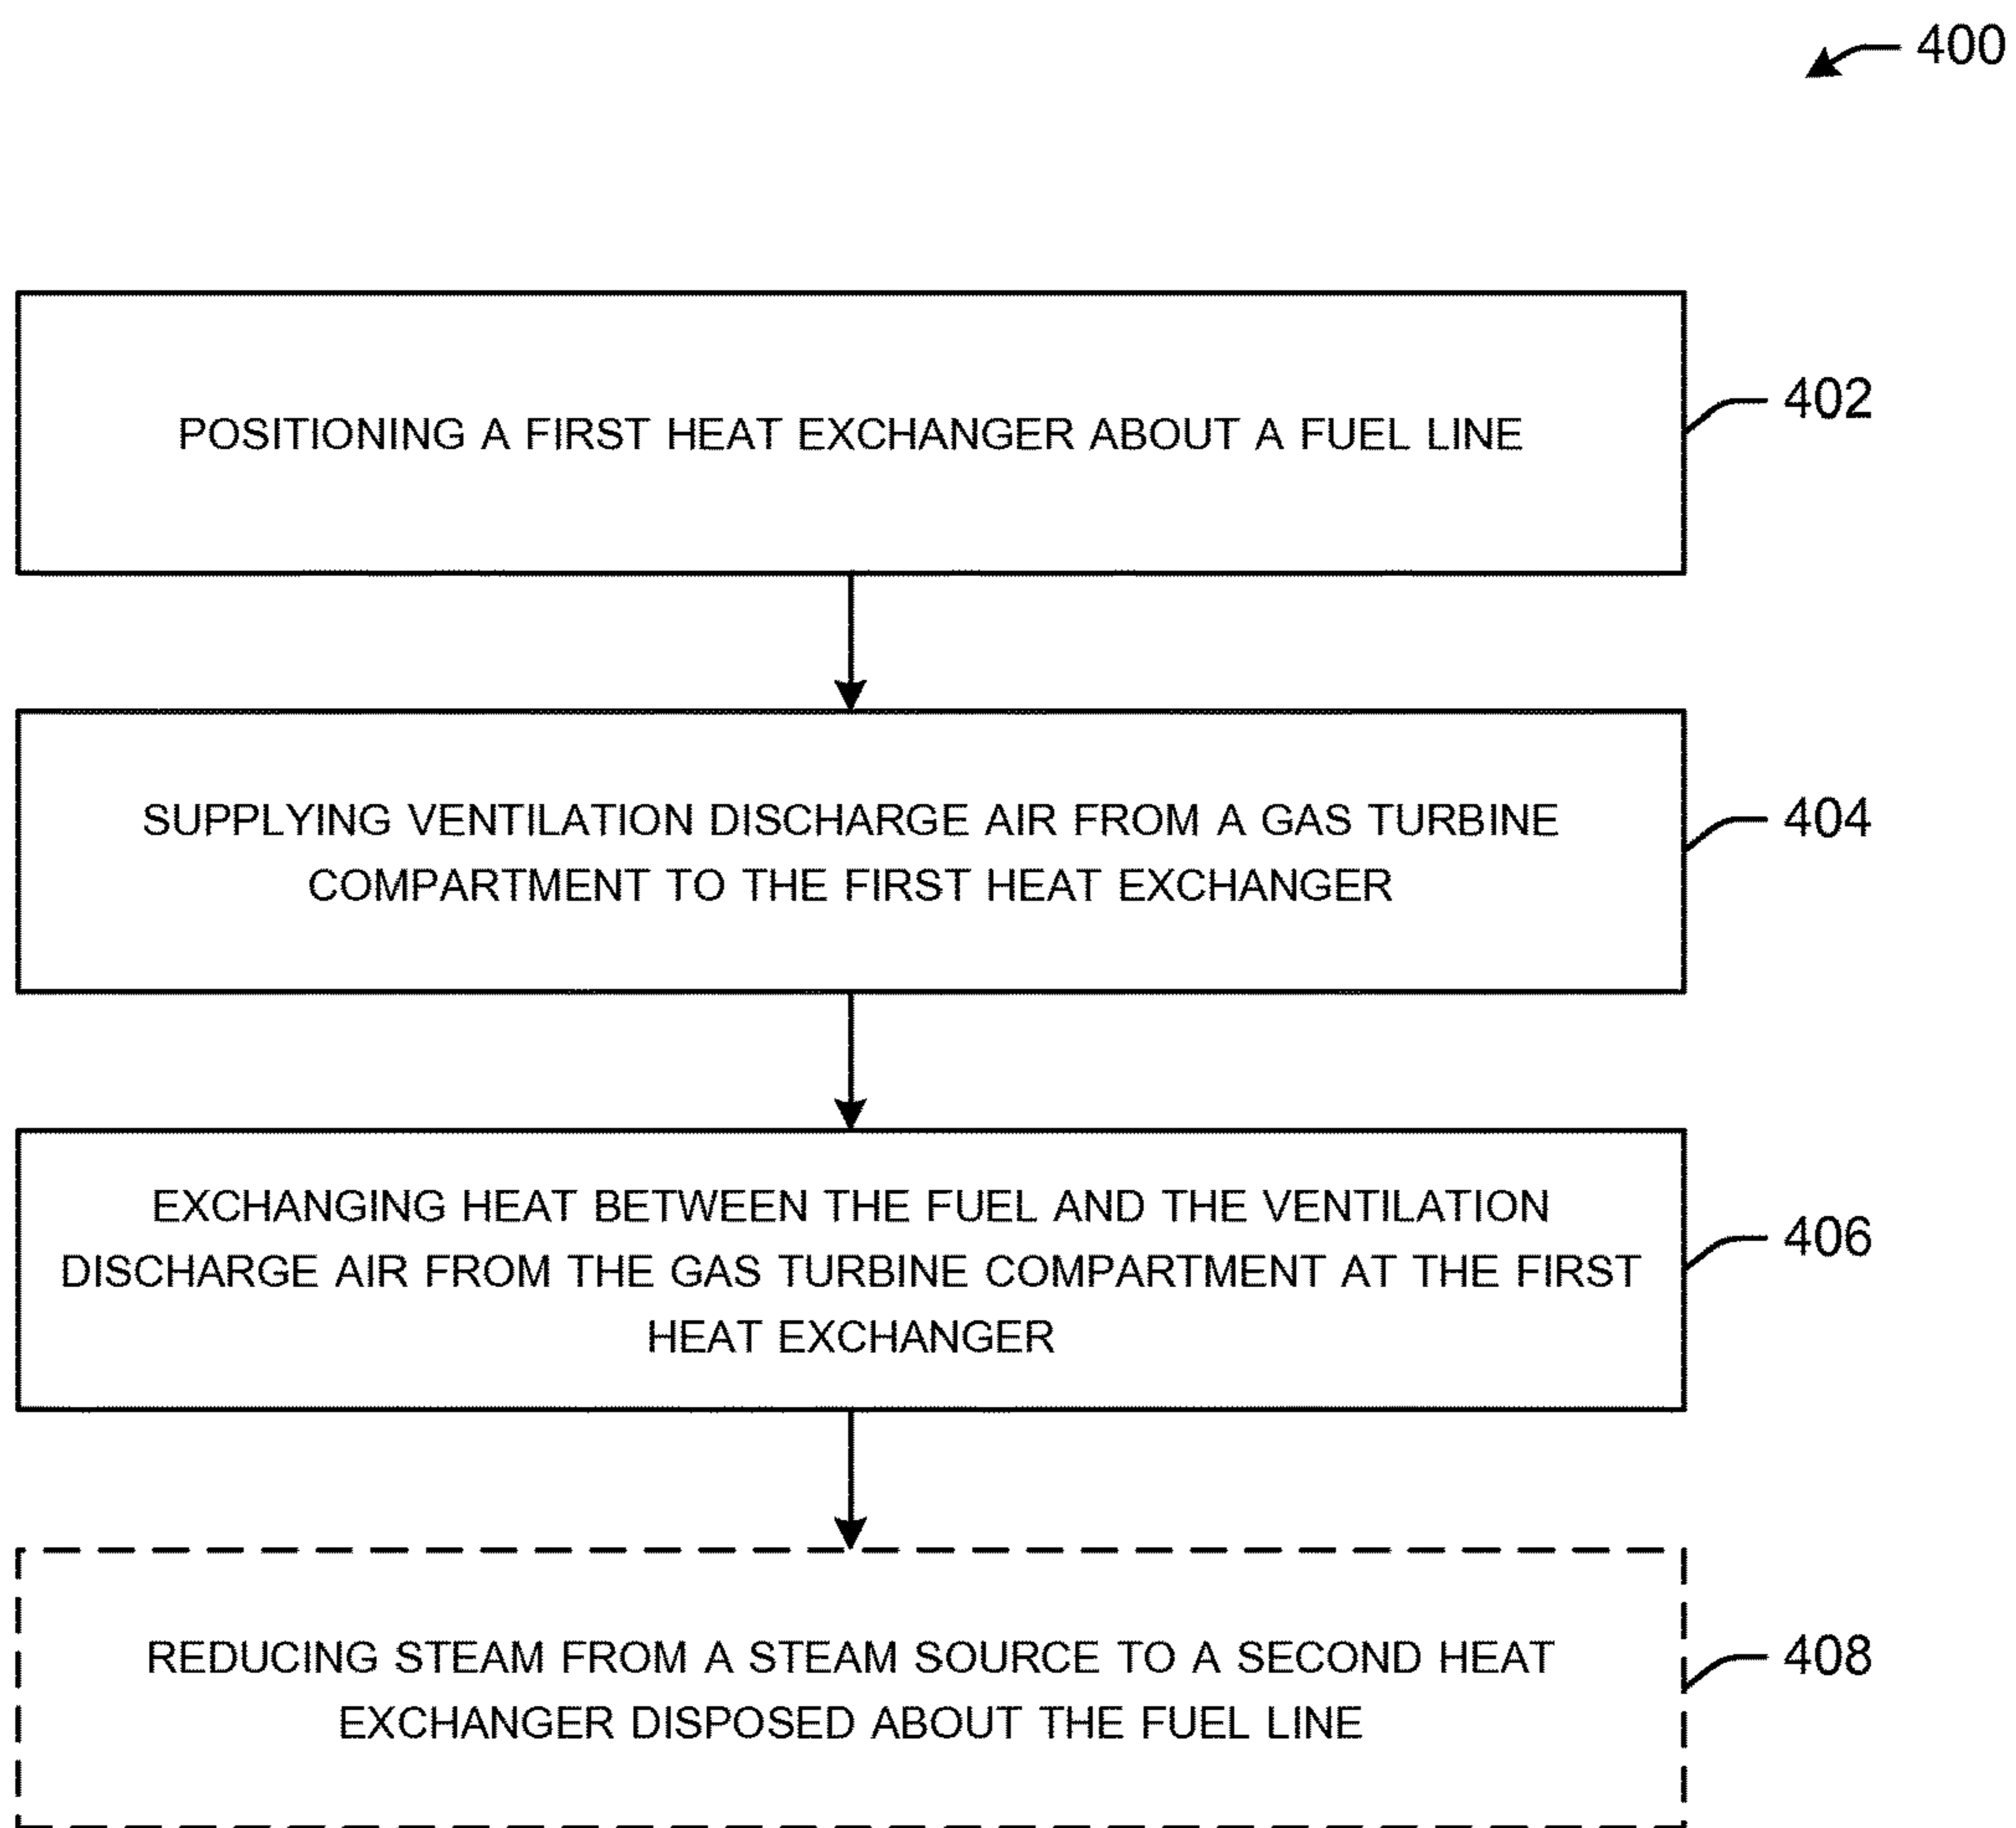 400
POSITIONING A FIRST HEAT EXCHANGER ABOUT A FUEL LINE
402
SUPPLYING VENTILATION DISCHARGE AIR FROM A GAS TURBINE
COMPARTMENT TO THE FIRST HEAT EXCHANGER
404
EXCHANGING HEAT BETWEEN THE FUEL AND THE VENTILATION
DISCHARGE AIR FROM THE GAS TURBINE COMPARTMENT AT THE FIRST
HEAT EXCHANGER
406
REDUCING STEAM FROM A STEAM SOURCE TO A SECOND HEAT
EXCHANGER DISPOSED ABOUT THE FUEL LINE
408